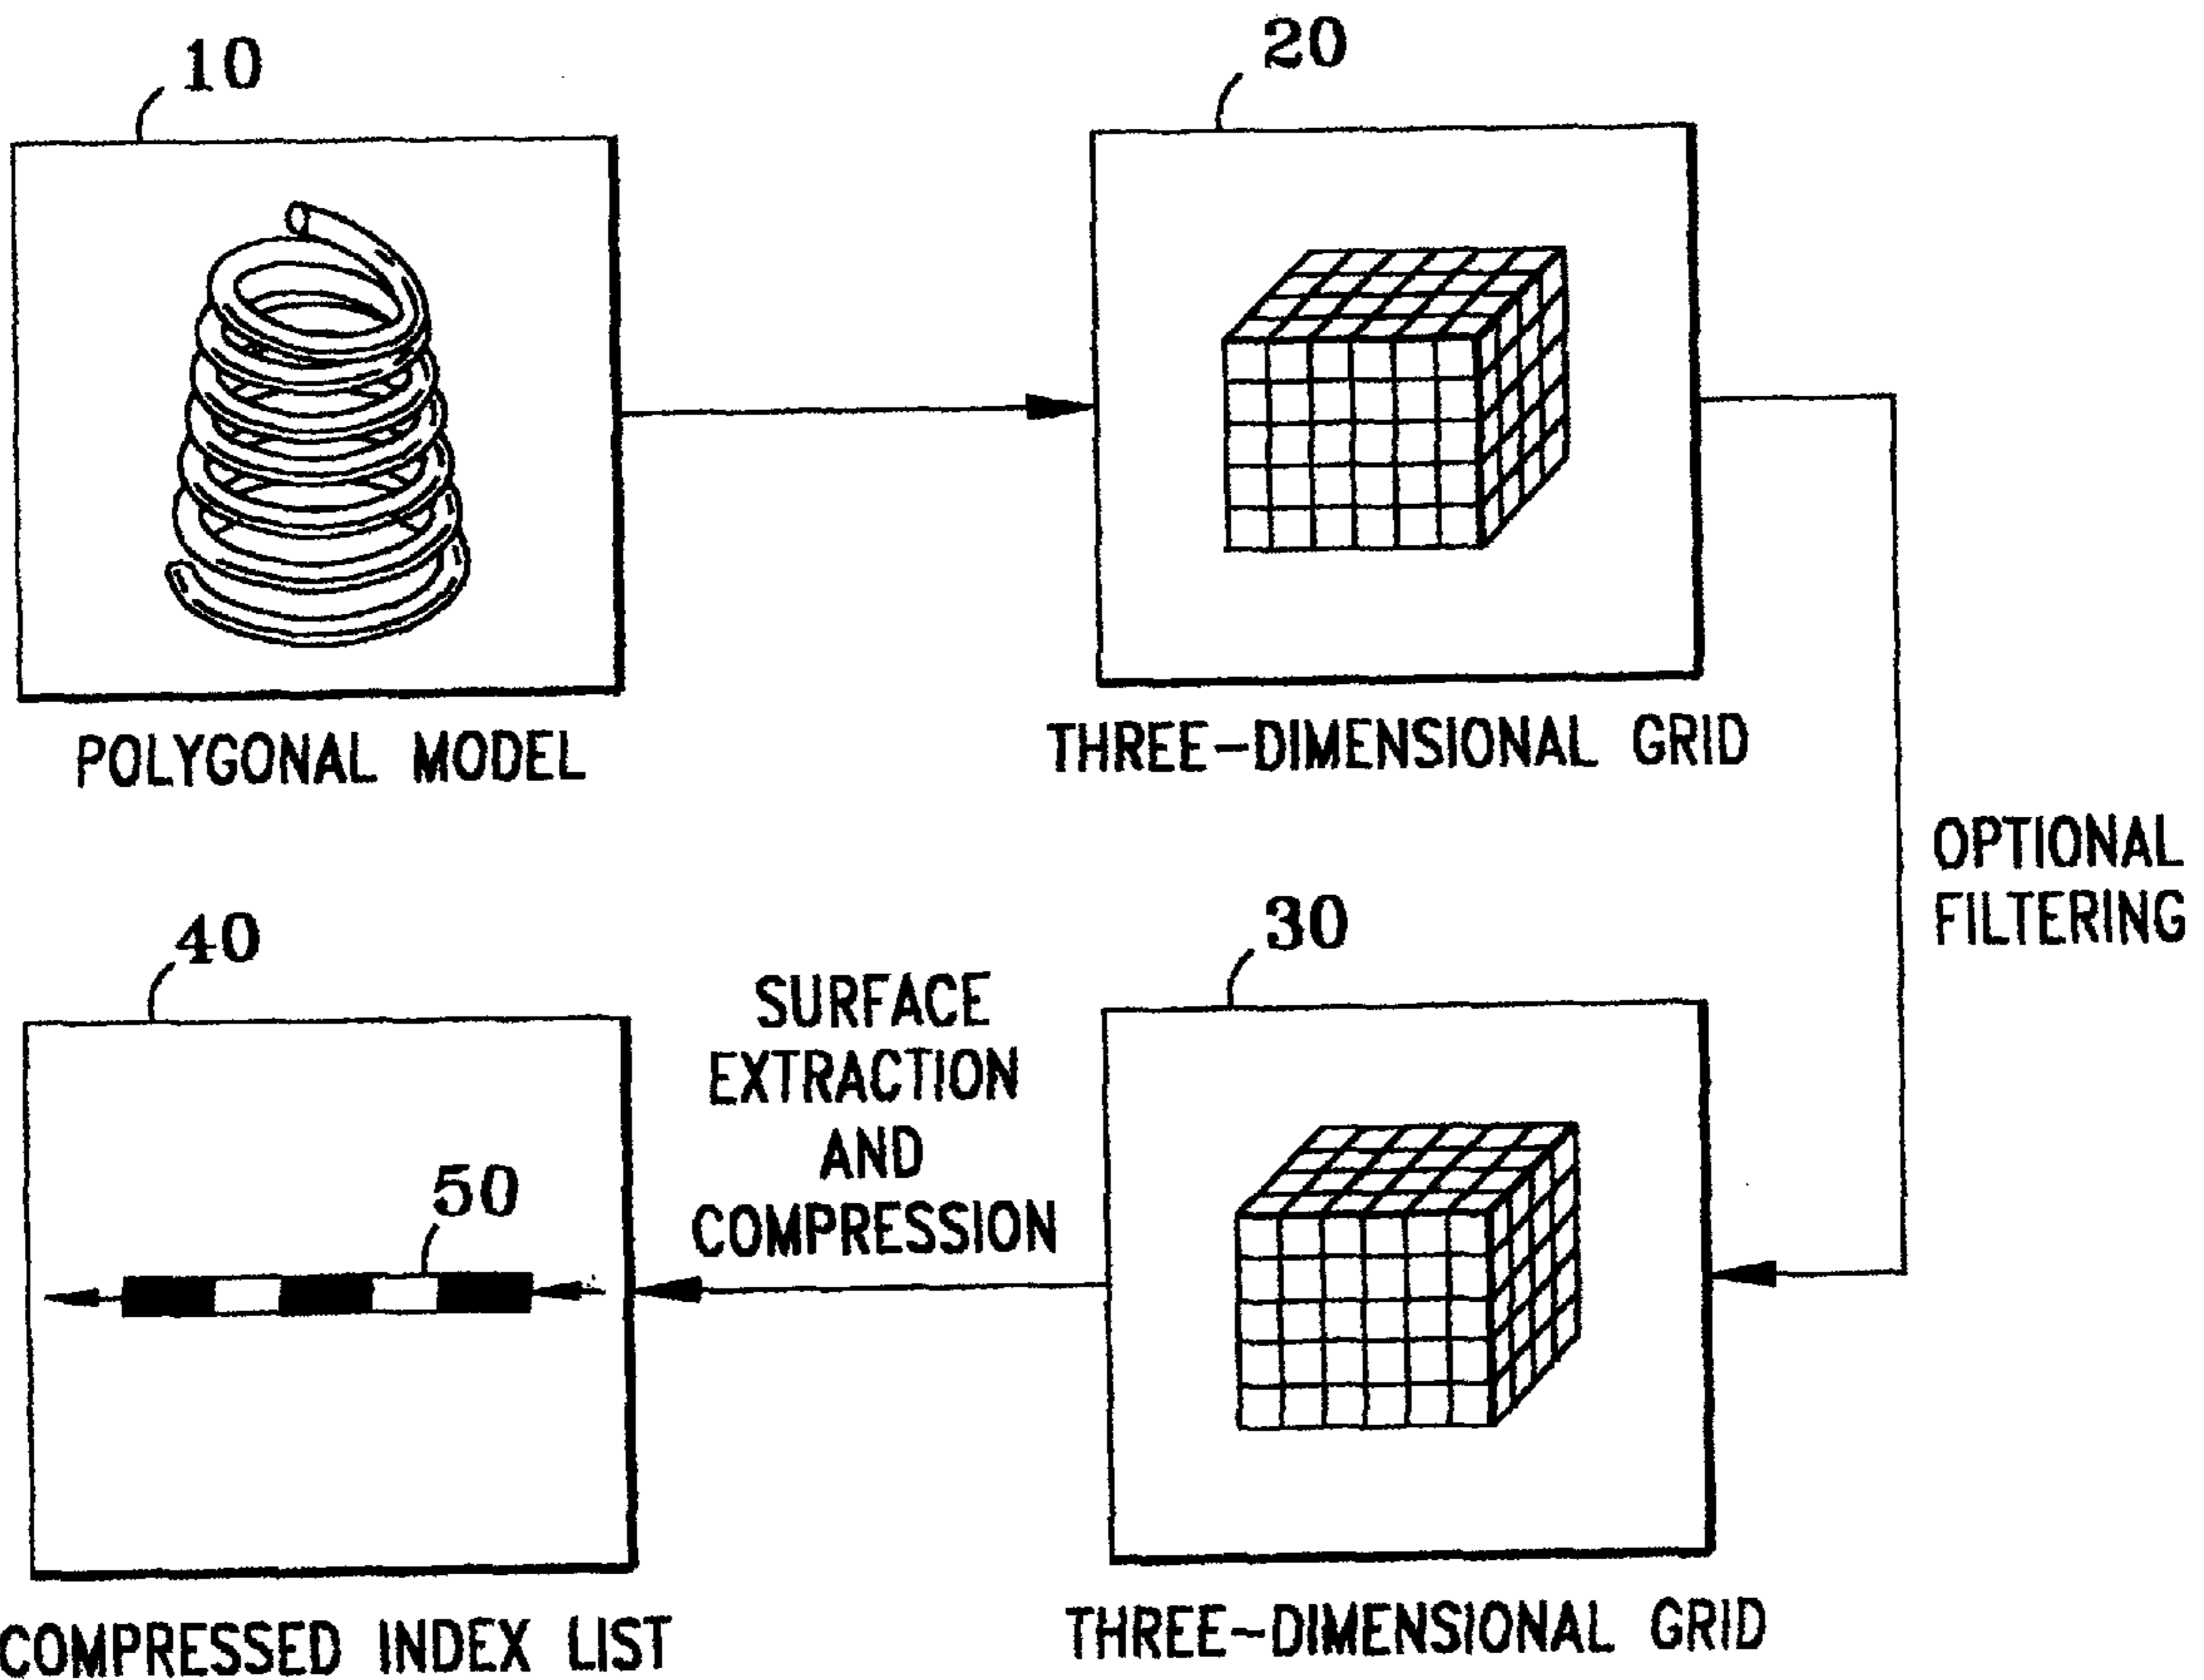 10
20
POLYGONAL MODEL
THREE-DIMENSIONAL GRID
OPTIONAL
FILTERING
40
30
SURFACE
EXTRACTION
AND
COMPRESSION
50
COMPRESSED INDEX LIST
THREE-DIMENSIONAL GRID